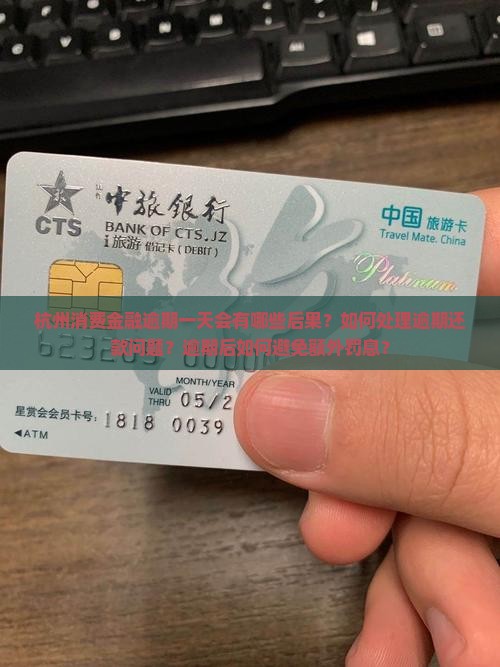 CTS
焦作 中旅银行
BANK OF CTS.JZ
i旅游 借记卡(DEBIT)
中国 旅游卡
Travel Mate. China
Platinum
杭州消费金融逾期一天会有哪些后果?如何处理逾期还
款问题?逾期后如何避免额外罚息?
MONTH/YEAR
VALID
THRU 05/2
星赏会会员卡号:
1818 0039
◀ATM